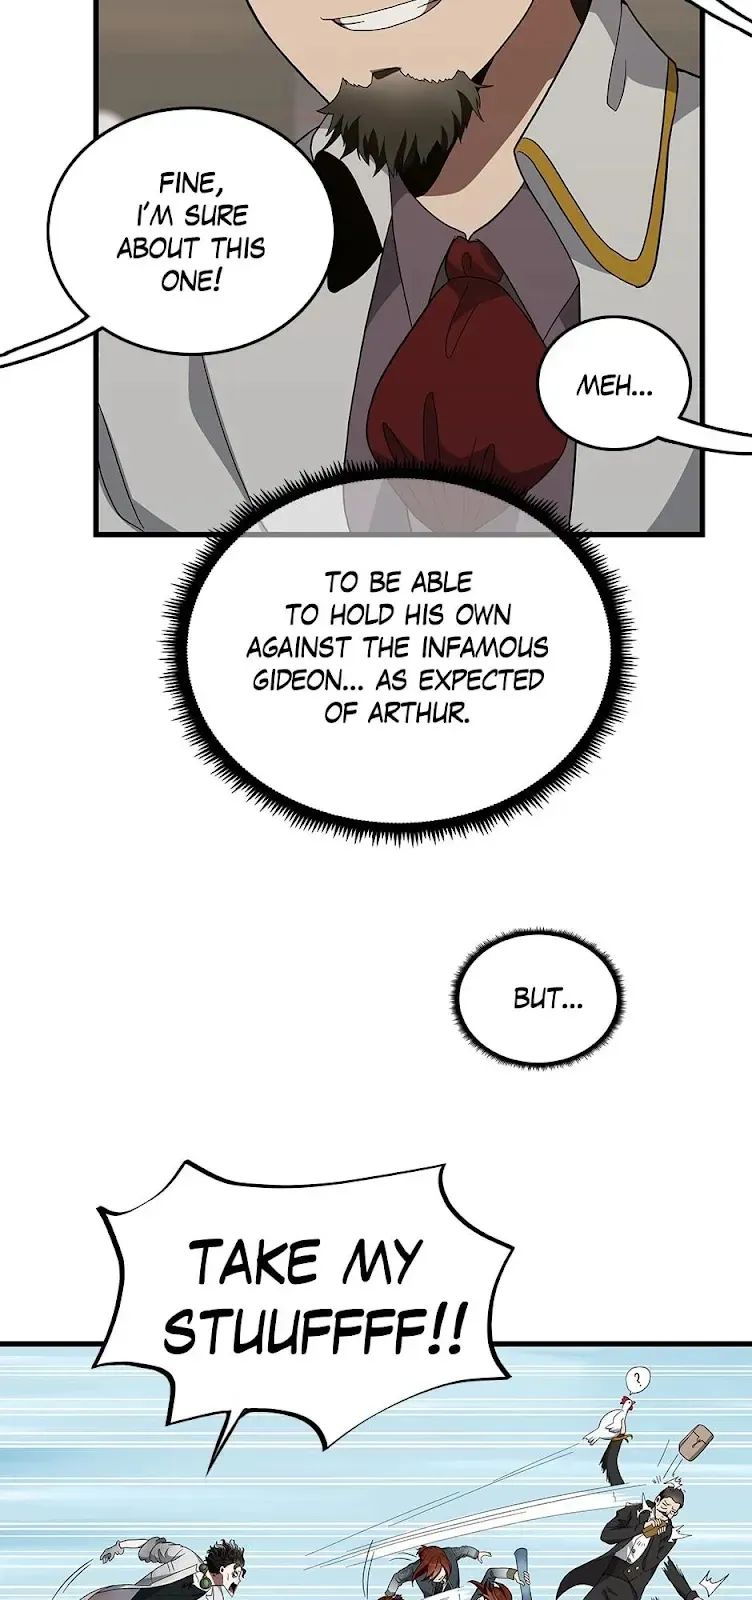 FINE,
I'M SURE
ABOUT THIS
ONE!
MEH...
TO BE ABLE
TO HOLD HIS OWN
AGAINST THE INFAMOUS
GIDEON... AS EXPECTED
OF ARTHUR.
BUT...
TAKE MY
STUUFFFF!!
?